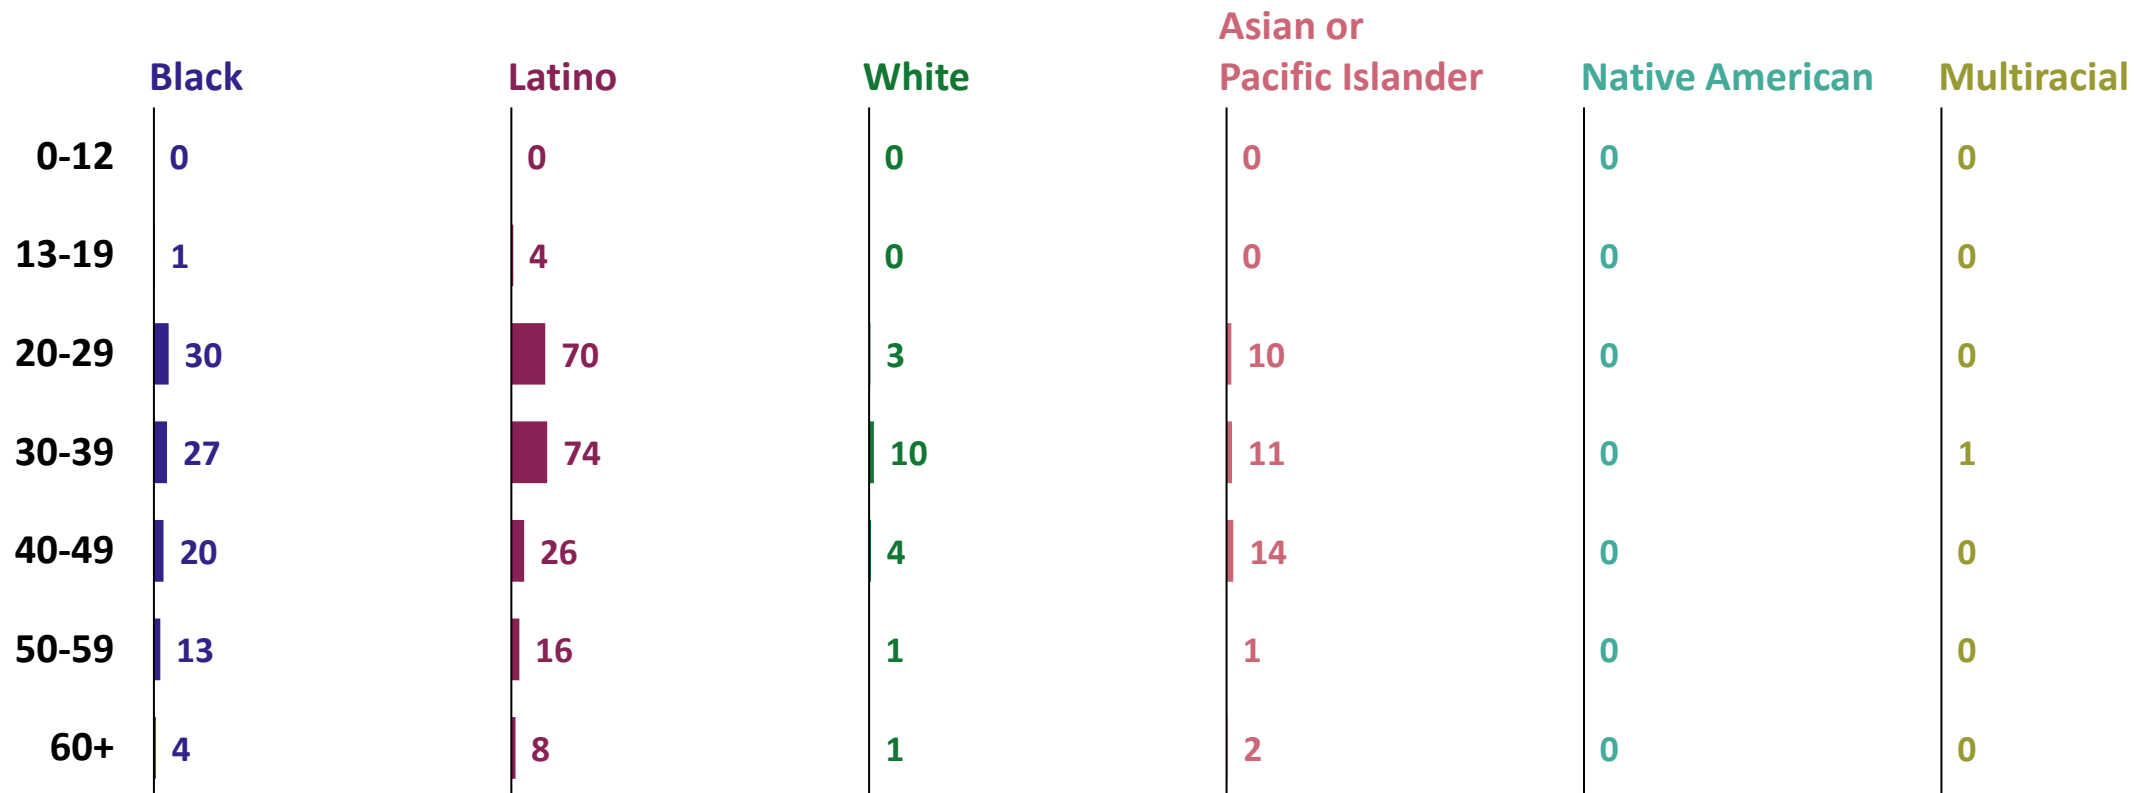 Asian or
Black Latino White Pacific Islander Native American Multiracial
0-12 0 0 0 0 0 0
13-19 1 4 0 0 0 0
20-29 30 70 3 10 0 0
30-39 27 74 10 11 0 1
40-49 20 26 4 14 0 0
50-59 13 16 1 1 0 0
60+ 4 8 1 2 0 0